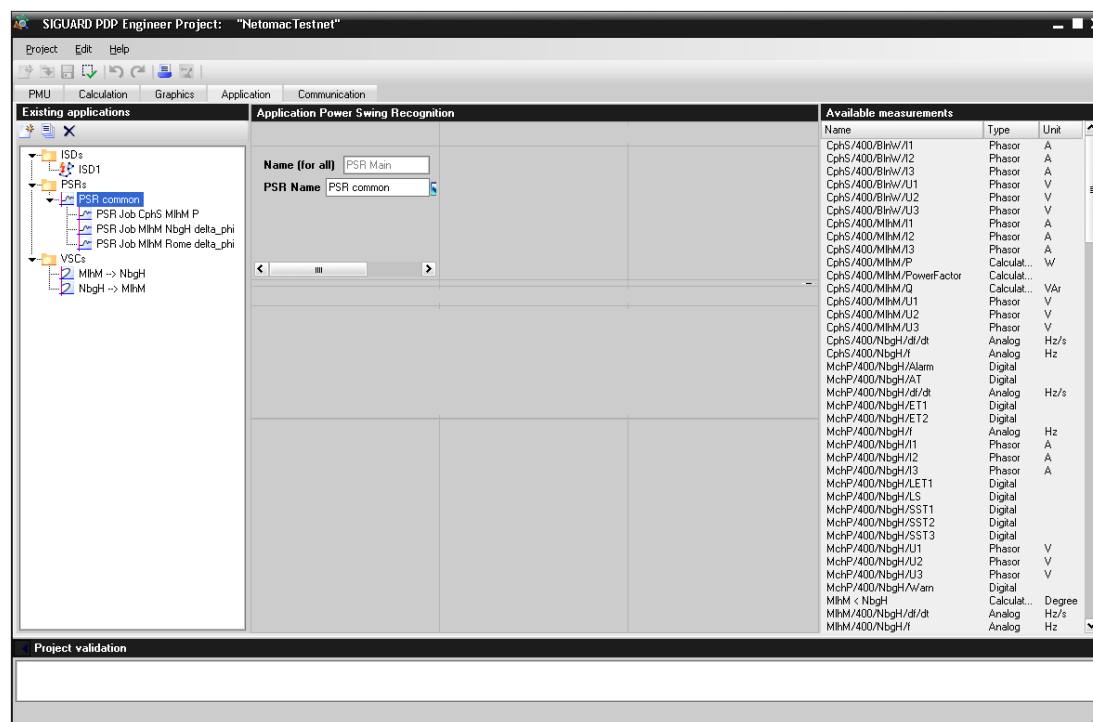 SIGUARD PDP Engineer Project: "NetomacTestnet"
Project Edit Help
PMU Calculation Graphics Application Communication
Existing applications
ISDs
ISD1
PSRs
PSR common
PSR Job CphS MlhM P
PSR Job MlhM NbgH delta_phi
PSR Job MlhM Rome delta_phi
VSCs
MlhM --> NbgH
NbgH --> MlhM
Application Power Swing Recognition
Name (for all) PSR Main
PSR Name PSR common
Available measurements
Name Type Unit
CphS/400/BlnW/I1 Phasor A
CphS/400/BlnW/I2 Phasor A
CphS/400/BlnW/I3 Phasor A
CphS/400/BlnW/U1 Phasor V
CphS/400/BlnW/U2 Phasor V
CphS/400/BlnW/U3 Phasor V
CphS/400/MlhM/I1 Phasor A
CphS/400/MlhM/I2 Phasor A
CphS/400/MlhM/I3 Phasor A
CphS/400/MlhM/P Calculat... W
CphS/400/MlhM/PowerFactor Calculat...
CphS/400/MlhM/Q Calculat... VAr
CphS/400/MlhM/U1 Phasor V
CphS/400/MlhM/U2 Phasor V
CphS/400/MlhM/U3 Phasor V
CphS/400/NbgH/df/dt Analog Hz/s
CphS/400/NbgH/f Analog Hz
MchP/400/NbgH/Alarm Digital
MchP/400/NbgH/AT Digital
MchP/400/NbgH/df/dt Analog Hz/s
MchP/400/NbgH/ET1 Digital
MchP/400/NbgH/ET2 Digital
MchP/400/NbgH/f Analog Hz
MchP/400/NbgH/I1 Phasor A
MchP/400/NbgH/I2 Phasor A
MchP/400/NbgH/I3 Phasor A
MchP/400/NbgH/LET1 Digital
MchP/400/NbgH/LS Digital
MchP/400/NbgH/SST1 Digital
MchP/400/NbgH/SST2 Digital
MchP/400/NbgH/SST3 Digital
MchP/400/NbgH/U1 Phasor V
MchP/400/NbgH/U2 Phasor V
MchP/400/NbgH/U3 Phasor V
MchP/400/NbgH/Warn Digital
MlhM < NbgH Calculat... Degree
MlhM/400/NbgH/df/dt Analog Hz/s
MlhM/400/NbgH/f Analog Hz
Project validation